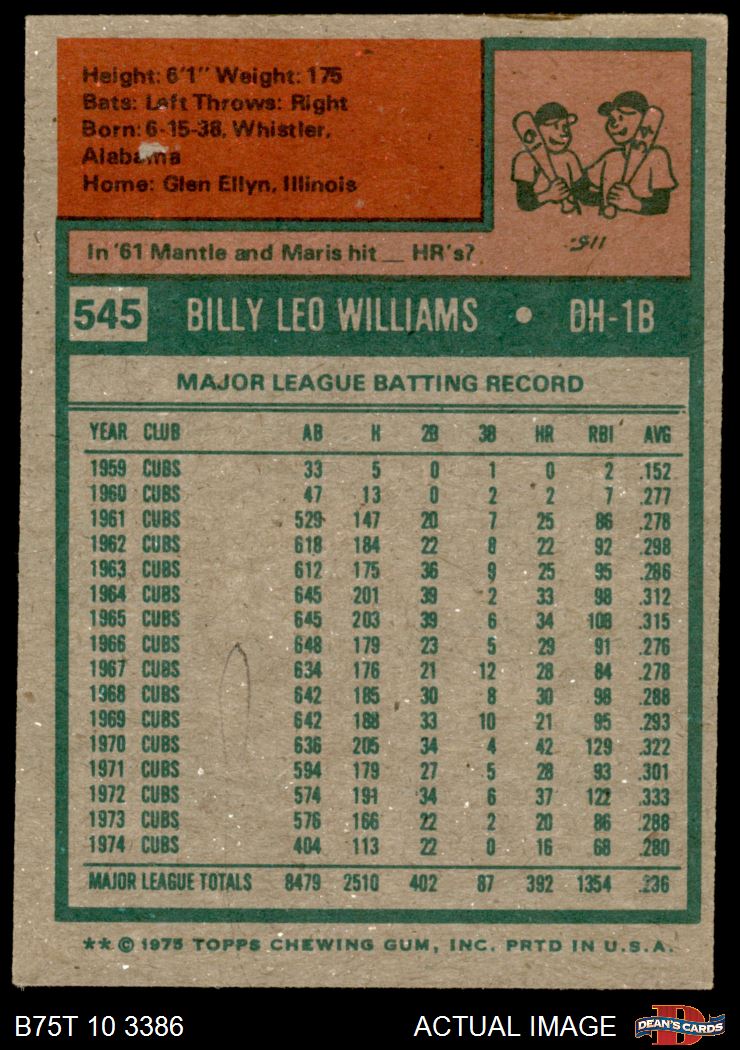 Height: 6'1" Weight: 175
Bats: Left Throws: Right
Born: 6-15-38, Whistler,
Alabama
Home: Glen Ellyn, Illinois
61 54
:511
In '61 Mantle and Maris hit __ HR's?
545 BILLY LEO WILLIAMS • DH-1B
MAJOR LEAGUE BATTING RECORD
YEAR CLUB AB H 2B 3B HR RBI AVG
1959 CUBS 33 5 0 1 0 2 .152
1960 CUBS 47 13 0 2 2 7 .277
1961 CUBS 529 147 20 7 25 86 .278
1962 CUBS 618 184 22 8 22 92 .298
1963 CUBS 612 175 36 9 25 95 .286
1964 CUBS 645 201 39 2 33 98 .312
1965 CUBS 645 203 39 6 34 108 .315
1966 CUBS 648 179 23 5 29 91 .276
1967 CUBS 634 176 21 12 28 84 .278
1968 CUBS 642 185 30 8 30 98 .288
1969 CUBS 642 188 33 10 21 95 .293
1970 CUBS 636 205 34 4 42 129 .322
1971 CUBS 594 179 27 5 28 93 .301
1972 CUBS 574 191 34 6 37 122 .333
1973 CUBS 576 166 22 2 20 86 .288
1974 CUBS 404 113 22 0 16 68 .280
MAJOR LEAGUE TOTALS 8479 2510 402 87 392 1354 .236
** © 1975 TOPPS CHEWING GUM, INC. PRTD IN U.S.A.
B75T 10 3386 ACTUAL IMAGE DEAN'S CARDS